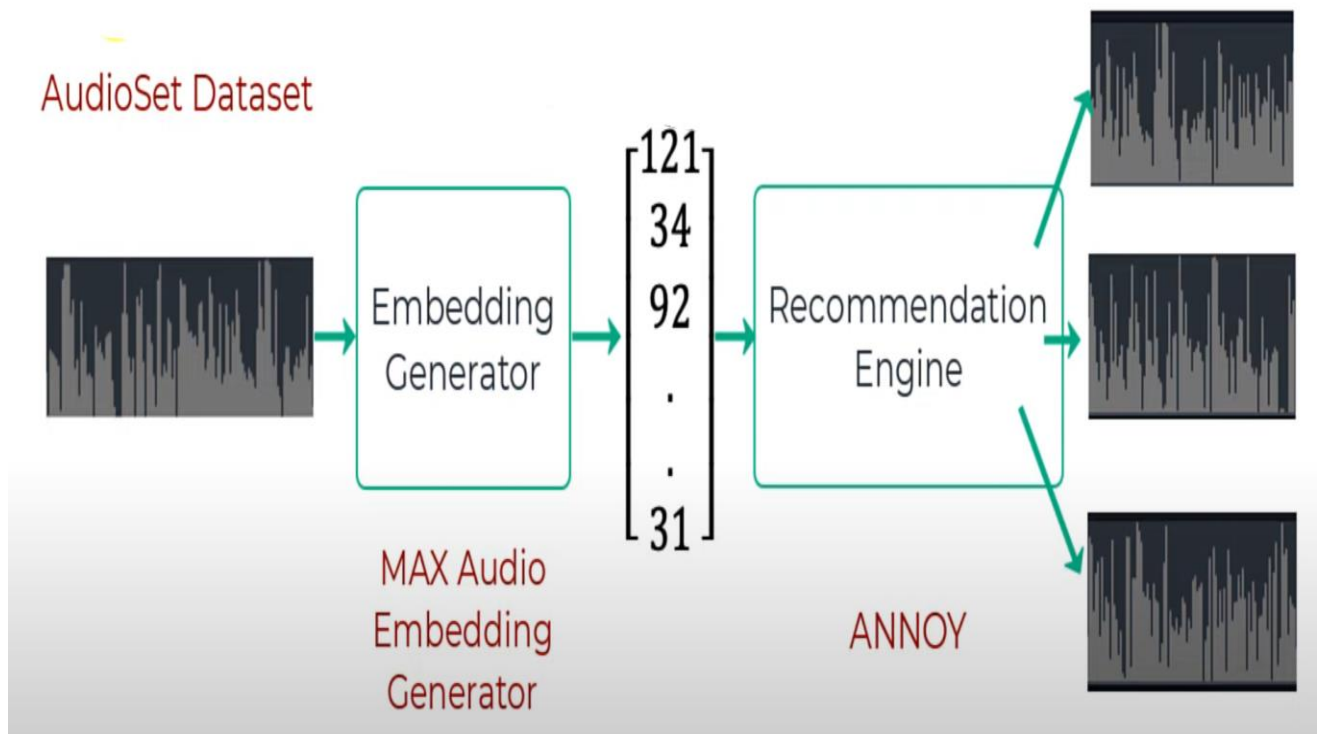 AudioSet Dataset
Embedding
Generator
MAX Audio
Embedding
Generator
121
34
92
.
.
31
Recommendation
Engine
ANNOY